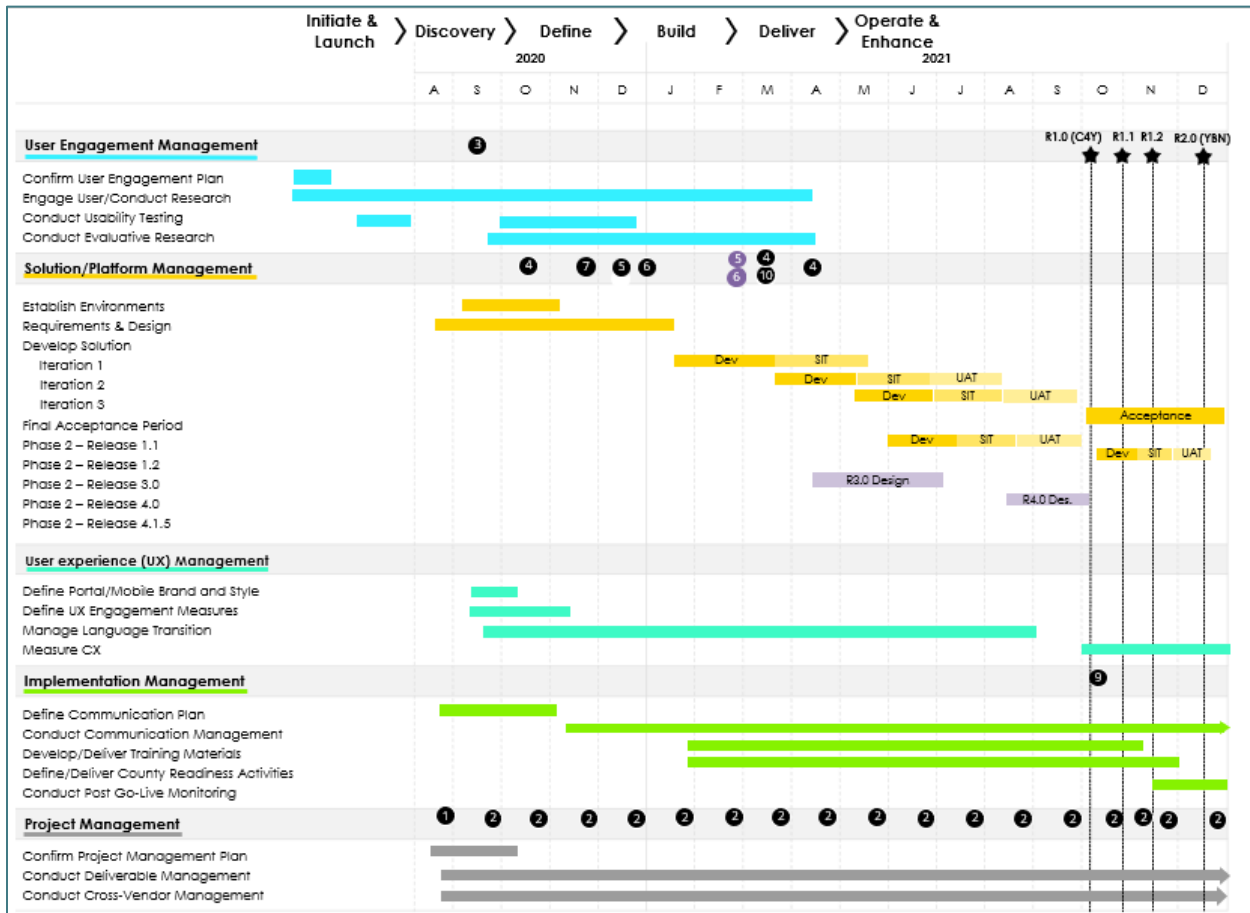 Initiate & Launch > Discovery > Define > Build > Deliver > Operate & Enhance
2020 2021
A S O N D J F M A M J J A S O N D
R1.0 (C4Y) R1.1 R1.2 R2.0 (YBN)
User Engagement Management 3
Confirm User Engagement Plan
Engage User/Conduct Research
Conduct Usability Testing
Conduct Evaluative Research
Solution/Platform Management 4 7 5 6 5 6 4 10 4
Establish Environments
Requirements & Design
Develop Solution
Iteration 1 Dev SIT
Iteration 2 Dev SIT UAT
Iteration 3 Dev SIT UAT
Final Acceptance Period Acceptance
Phase 2 – Release 1.1 Dev SIT UAT
Phase 2 – Release 1.2 Dev SIT UAT
Phase 2 – Release 3.0 R3.0 Design
Phase 2 – Release 4.0 R4.0 Des.
Phase 2 – Release 4.1.5
User experience (UX) Management
Define Portal/Mobile Brand and Style
Define UX Engagement Measures
Manage Language Transition
Measure CX
Implementation Management 9
Define Communication Plan
Conduct Communication Management
Develop/Deliver Training Materials
Define/Deliver County Readiness Activities
Conduct Post Go-Live Monitoring
Project Management 1 2 2 2 2 2 2 2 2 2 2 2 2 2 2 2 2 2
Confirm Project Management Plan
Conduct Deliverable Management
Conduct Cross-Vendor Management